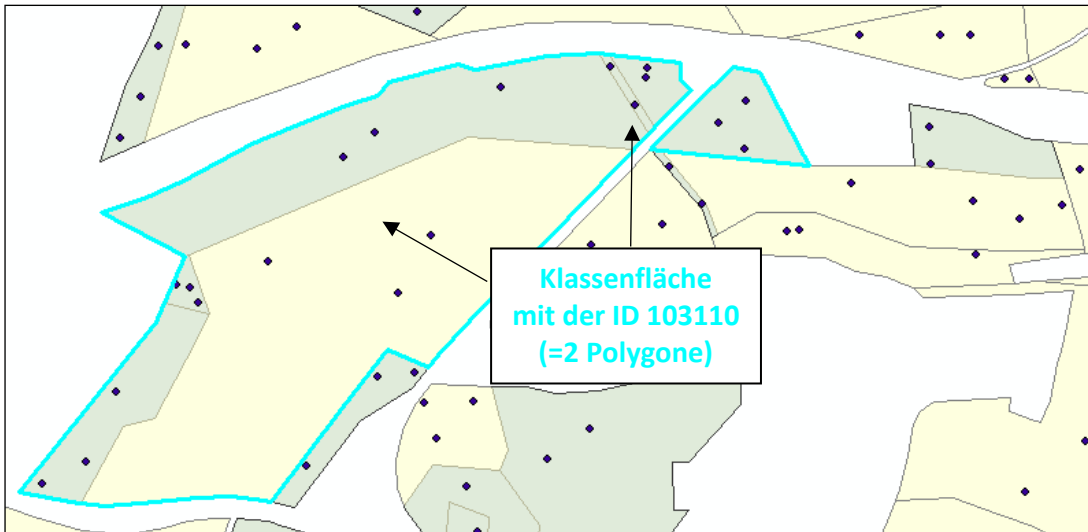 Klassenfläche
mit der ID 103110
(=2 Polygone)